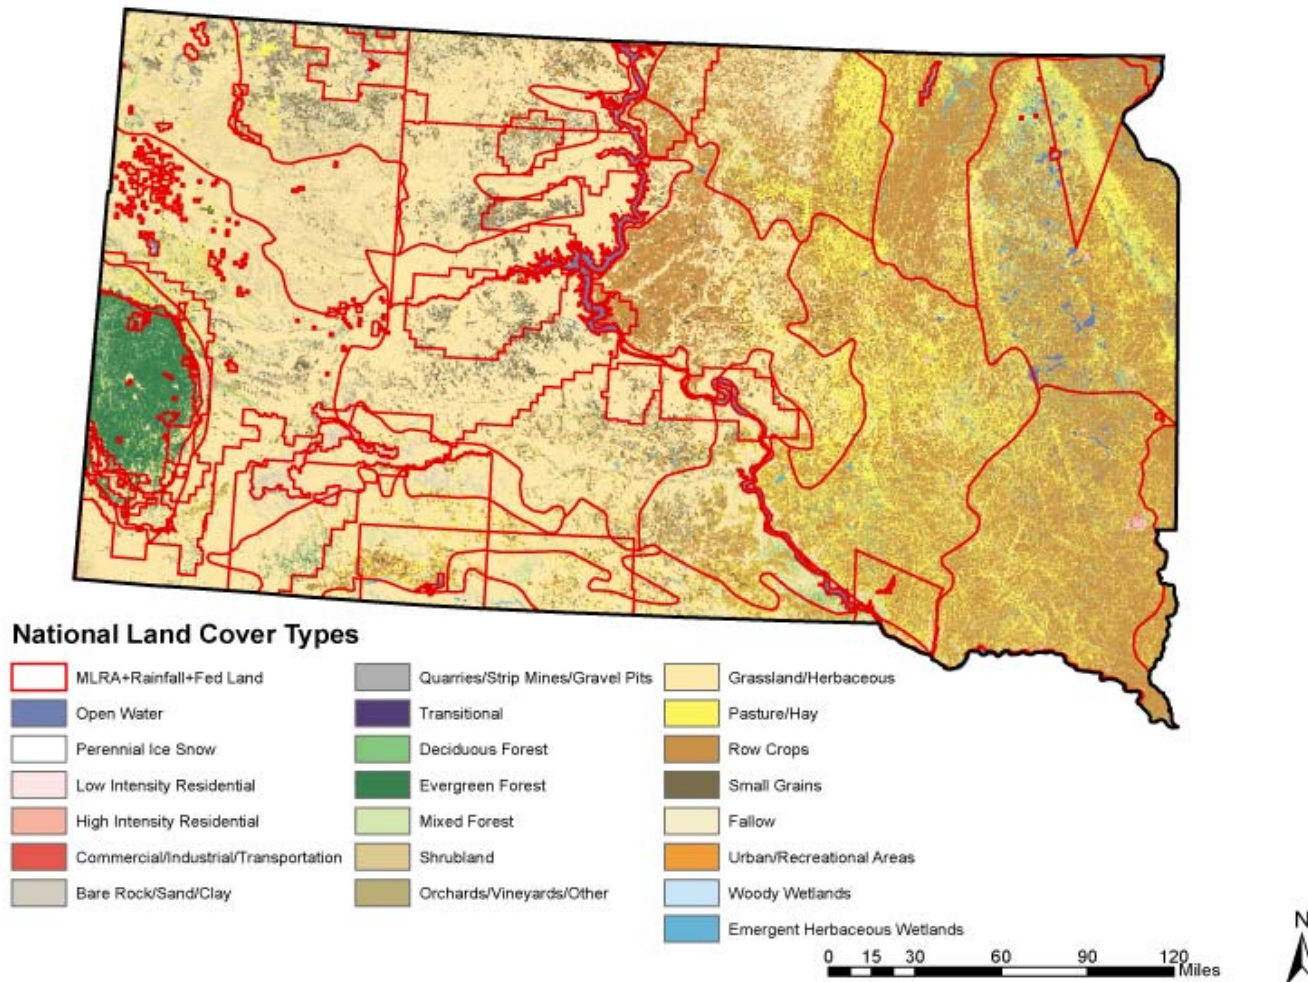 National Land Cover Types
MLRA+Rainfall+Fed Land
Open Water
Perennial Ice Snow
Low Intensity Residential
High Intensity Residential
Commercial/Industrial/Transportation
Bare Rock/Sand/Clay
Quarries/Strip Mines/Gravel Pits
Transitional
Deciduous Forest
Evergreen Forest
Mixed Forest
Shrubland
Orchards/Vineyards/Other
Grassland/Herbaceous
Pasture/Hay
Row Crops
Small Grains
Fallow
Urban/Recreational Areas
Woody Wetlands
Emergent Herbaceous Wetlands
N
0 15 30 60 90 120
Miles